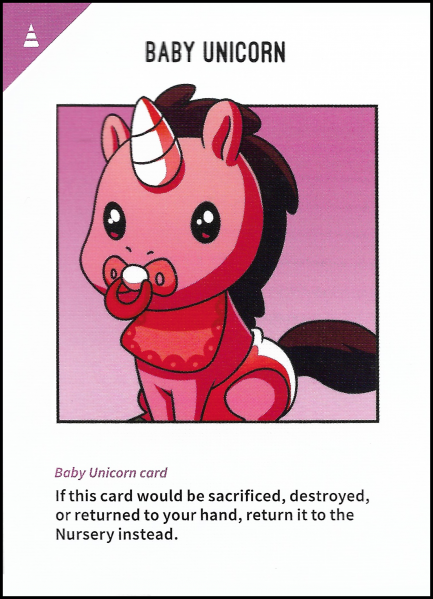 BABY UNICORN
Baby Unicorn card
If this card would be sacrificed, destroyed,
or returned to your hand, return it to the
Nursery instead.